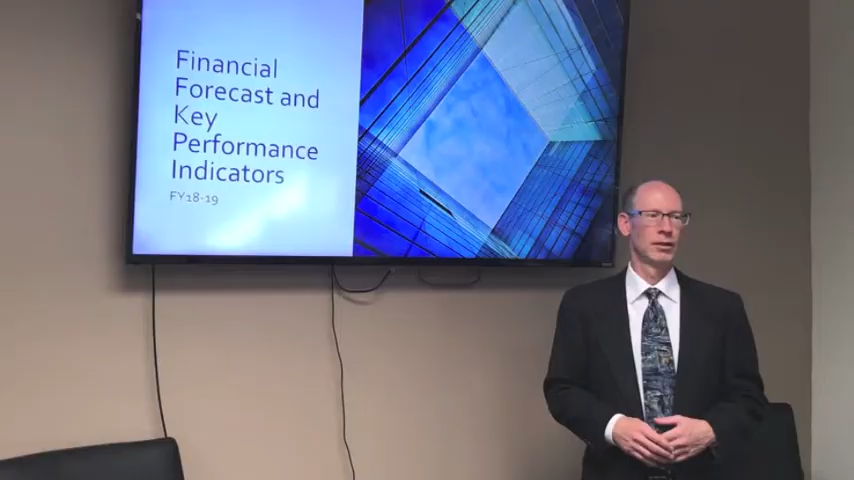 Financial
Forecast and
Key
Performance
Indicators
FY18-19